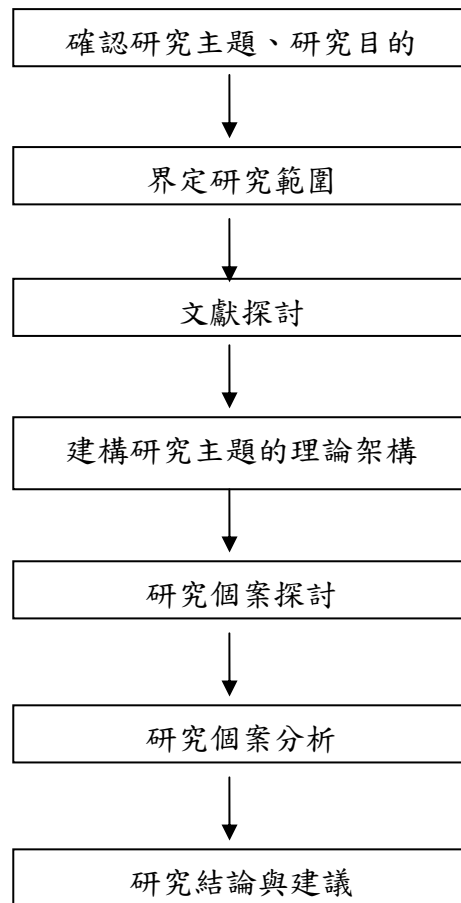 確認研究主題、研究目的
界定研究範圍
文獻探討
建構研究主題的理論架構
研究個案探討
研究個案分析
研究結論與建議